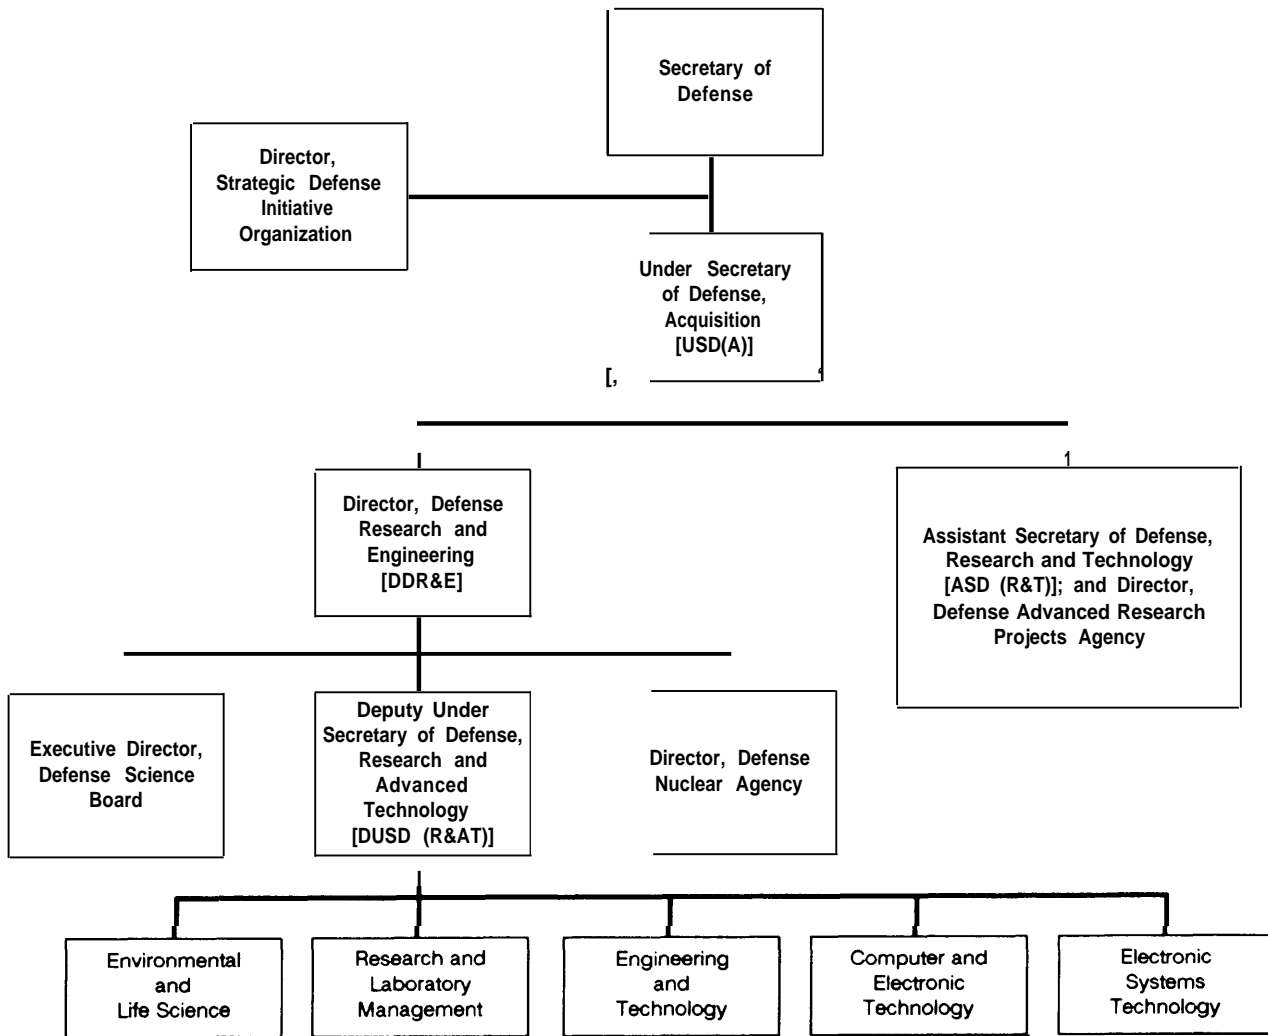 Secretary of
Defense
Director,
Strategic Defense
Initiative
Organization
Under Secretary
of Defense,
Acquisition
[USD(A)]
[,
Director, Defense
Research and
Engineering
[DDR&E]
1
Assistant Secretary of Defense,
Research and Technology
[ASD (R&T)]; and Director,
Defense Advanced Research
Projects Agency
Executive Director,
Defense Science
Board
Deputy Under
Secretary of Defense,
Research and
Advanced
Technology
[DUSD (R&AT)]
Director, Defense
Nuclear Agency
Environmental
and
Life Science
Research and
Laboratory
Management
Engineering
and
Technology
Computer and
Electronic
Technology
Electronic
Systems
Technology